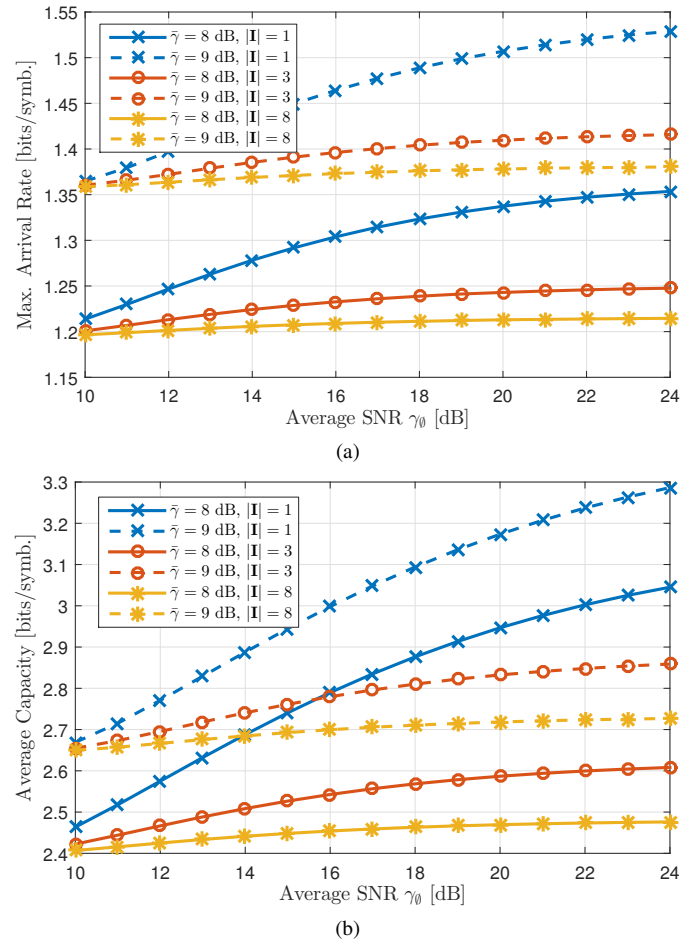 1.55
1.5
1.45
1.4
1.35
1.3
1.25
1.2
1.15
Max. Arrival Rate [bits/symb.]
γ̄ = 8 dB, |I| = 1
γ̄ = 9 dB, |I| = 1
γ̄ = 8 dB, |I| = 3
γ̄ = 9 dB, |I| = 3
γ̄ = 8 dB, |I| = 8
γ̄ = 9 dB, |I| = 8
10 12 14 16 18 20 22 24
Average SNR γ∅ [dB]
(a)
3.3
3.2
3.1
3
2.9
2.8
2.7
2.6
2.5
2.4
Average Capacity [bits/symb.]
γ̄ = 8 dB, |I| = 1
γ̄ = 9 dB, |I| = 1
γ̄ = 8 dB, |I| = 3
γ̄ = 9 dB, |I| = 3
γ̄ = 8 dB, |I| = 8
γ̄ = 9 dB, |I| = 8
10 12 14 16 18 20 22 24
Average SNR γ∅ [dB]
(b)